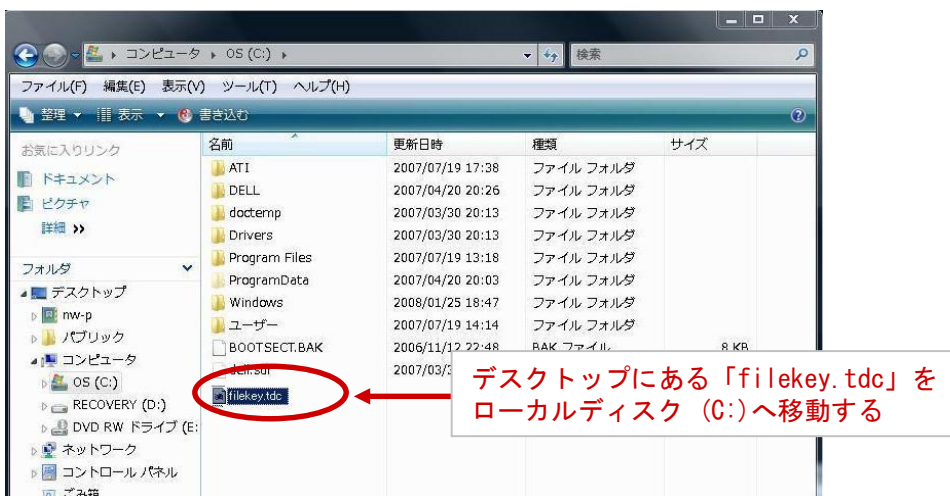 コンピュータ ▸ OS (C:) ▸
検索
ファイル(F) 編集(E) 表示(V) ツール(T) ヘルプ(H)
整理 表示 書き込む
お気に入りリンク
ドキュメント
ピクチャ
詳細 >>
フォルダ
デスクトップ
nw-p
パブリック
コンピュータ
OS (C:)
RECOVERY (D:)
DVD RW ドライブ (E:
ネットワーク
コントロール パネル
ごみ箱
名前 更新日時 種類 サイズ
ATI 2007/07/19 17:38 ファイル フォルダ
DELL 2007/04/20 20:26 ファイル フォルダ
doctemp 2007/03/30 20:13 ファイル フォルダ
Drivers 2007/03/30 20:13 ファイル フォルダ
Program Files 2007/07/19 13:18 ファイル フォルダ
ProgramData 2007/04/20 20:03 ファイル フォルダ
Windows 2008/01/25 18:47 ファイル フォルダ
ユーザー 2007/07/19 14:14 ファイル フォルダ
BOOTSECT.BAK 2006/11/12 22:48 BAK ファイル 8 KB
dell.sdr 2007/03/3
filekey.tdc
デスクトップにある「filekey.tdc」を
ローカルディスク (C:)へ移動する